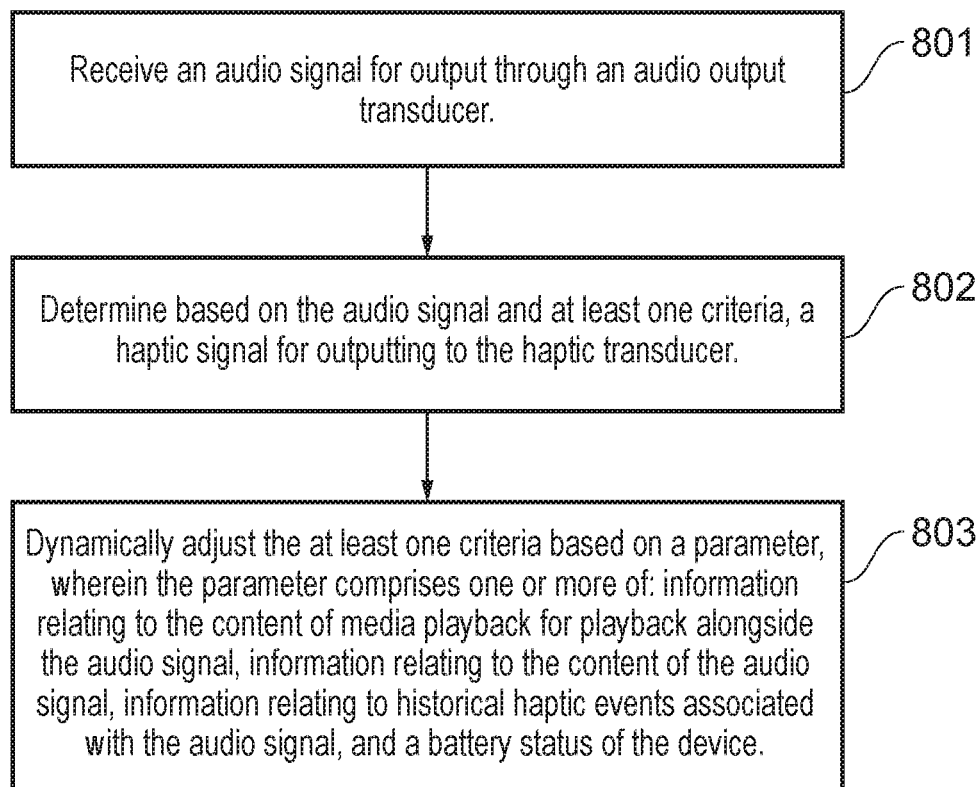 Receive an audio signal for output through an audio output
transducer.
801
Determine based on the audio signal and at least one criteria, a
haptic signal for outputting to the haptic transducer.
802
Dynamically adjust the at least one criteria based on a parameter,
wherein the parameter comprises one or more of: information
relating to the content of media playback for playback alongside
the audio signal, information relating to the content of the audio
signal, information relating to historical haptic events associated
with the audio signal, and a battery status of the device.
803